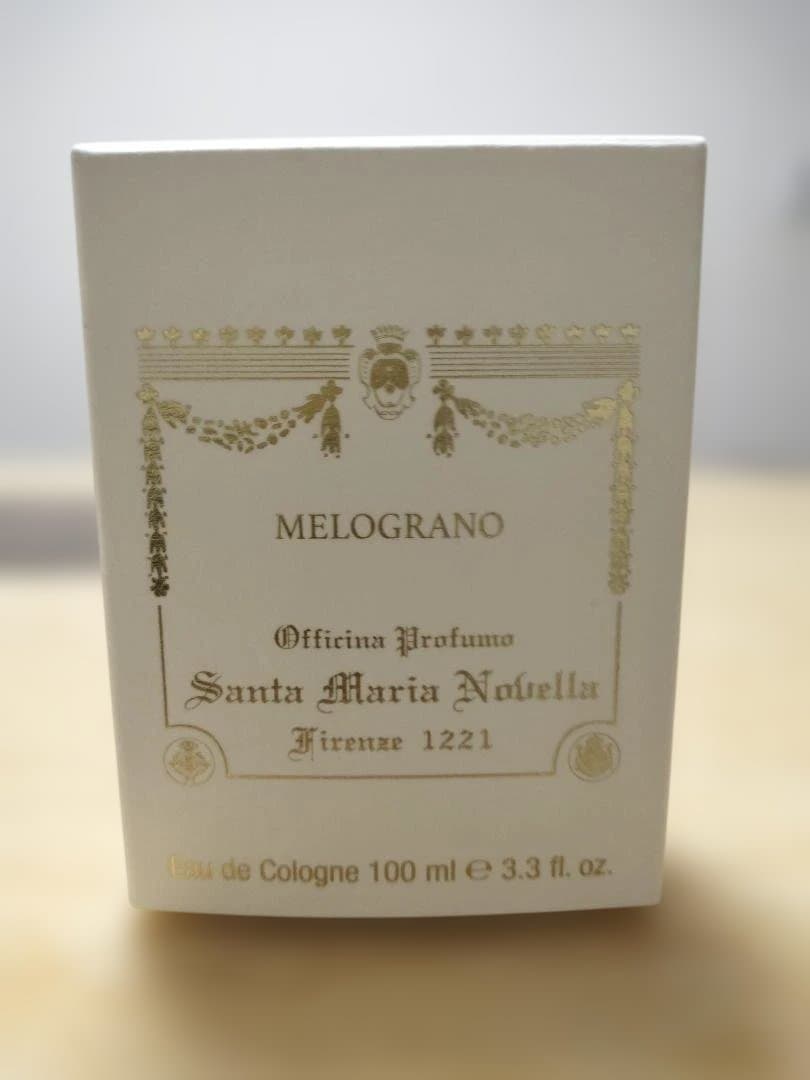 MELOGRANO
Officina Profumo
Santa Maria Novella
Firenze 1221
Eau de Cologne 100 ml ℮ 3.3 fl. oz.